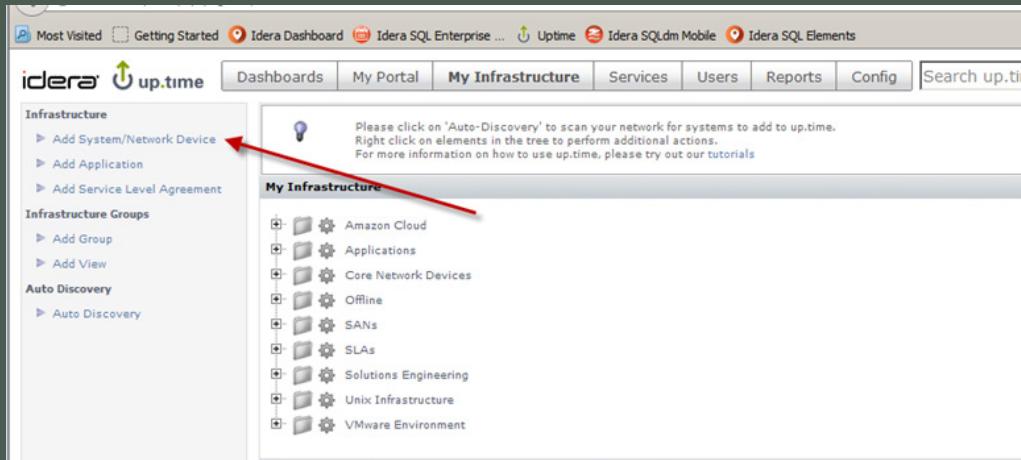 Most Visited Getting Started Idera Dashboard Idera SQL Enterprise ... Uptime Idera SQLdm Mobile Idera SQL Elements
idera up.time Dashboards My Portal My Infrastructure Services Users Reports Config Search
Infrastructure
Add System/Network Device
Add Application
Add Service Level Agreement
Infrastructure Groups
Add Group
Add View
Auto Discovery
Auto Discovery
Please click on 'Auto-Discovery' to scan your network for systems to add to up.time.
Right click on elements in the tree to perform additional actions.
For more information on how to use up.time, please try out our tutorials
My Infrastructure
Amazon Cloud
Applications
Core Network Devices
Offline
SANs
SLAs
Solutions Engineering
Unix Infrastructure
VMware Environment